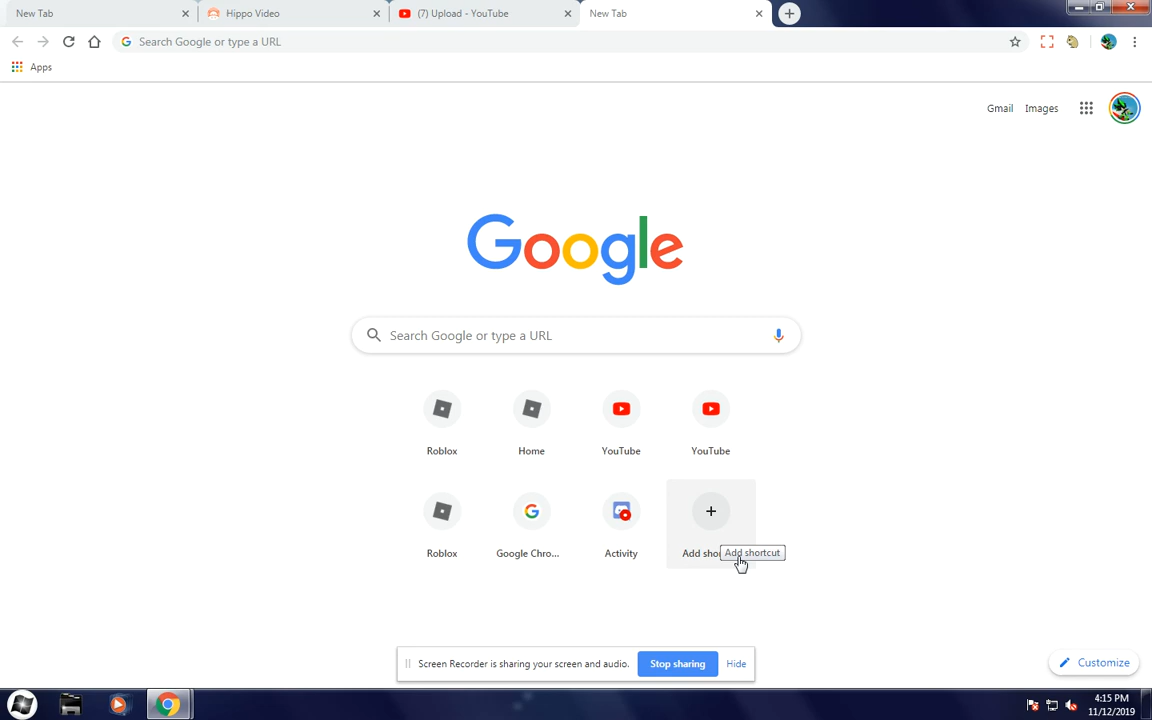 New Tab
Hippo Video
(7) Upload - YouTube
New Tab
Search Google or type a URL
Apps
Gmail Images
Google
Search Google or type a URL
Roblox Home YouTube YouTube
Roblox Google Chro... Activity Add sho
Add shortcut
Screen Recorder is sharing your screen and audio. Stop sharing Hide
Customize
4:15 PM
11/12/2019